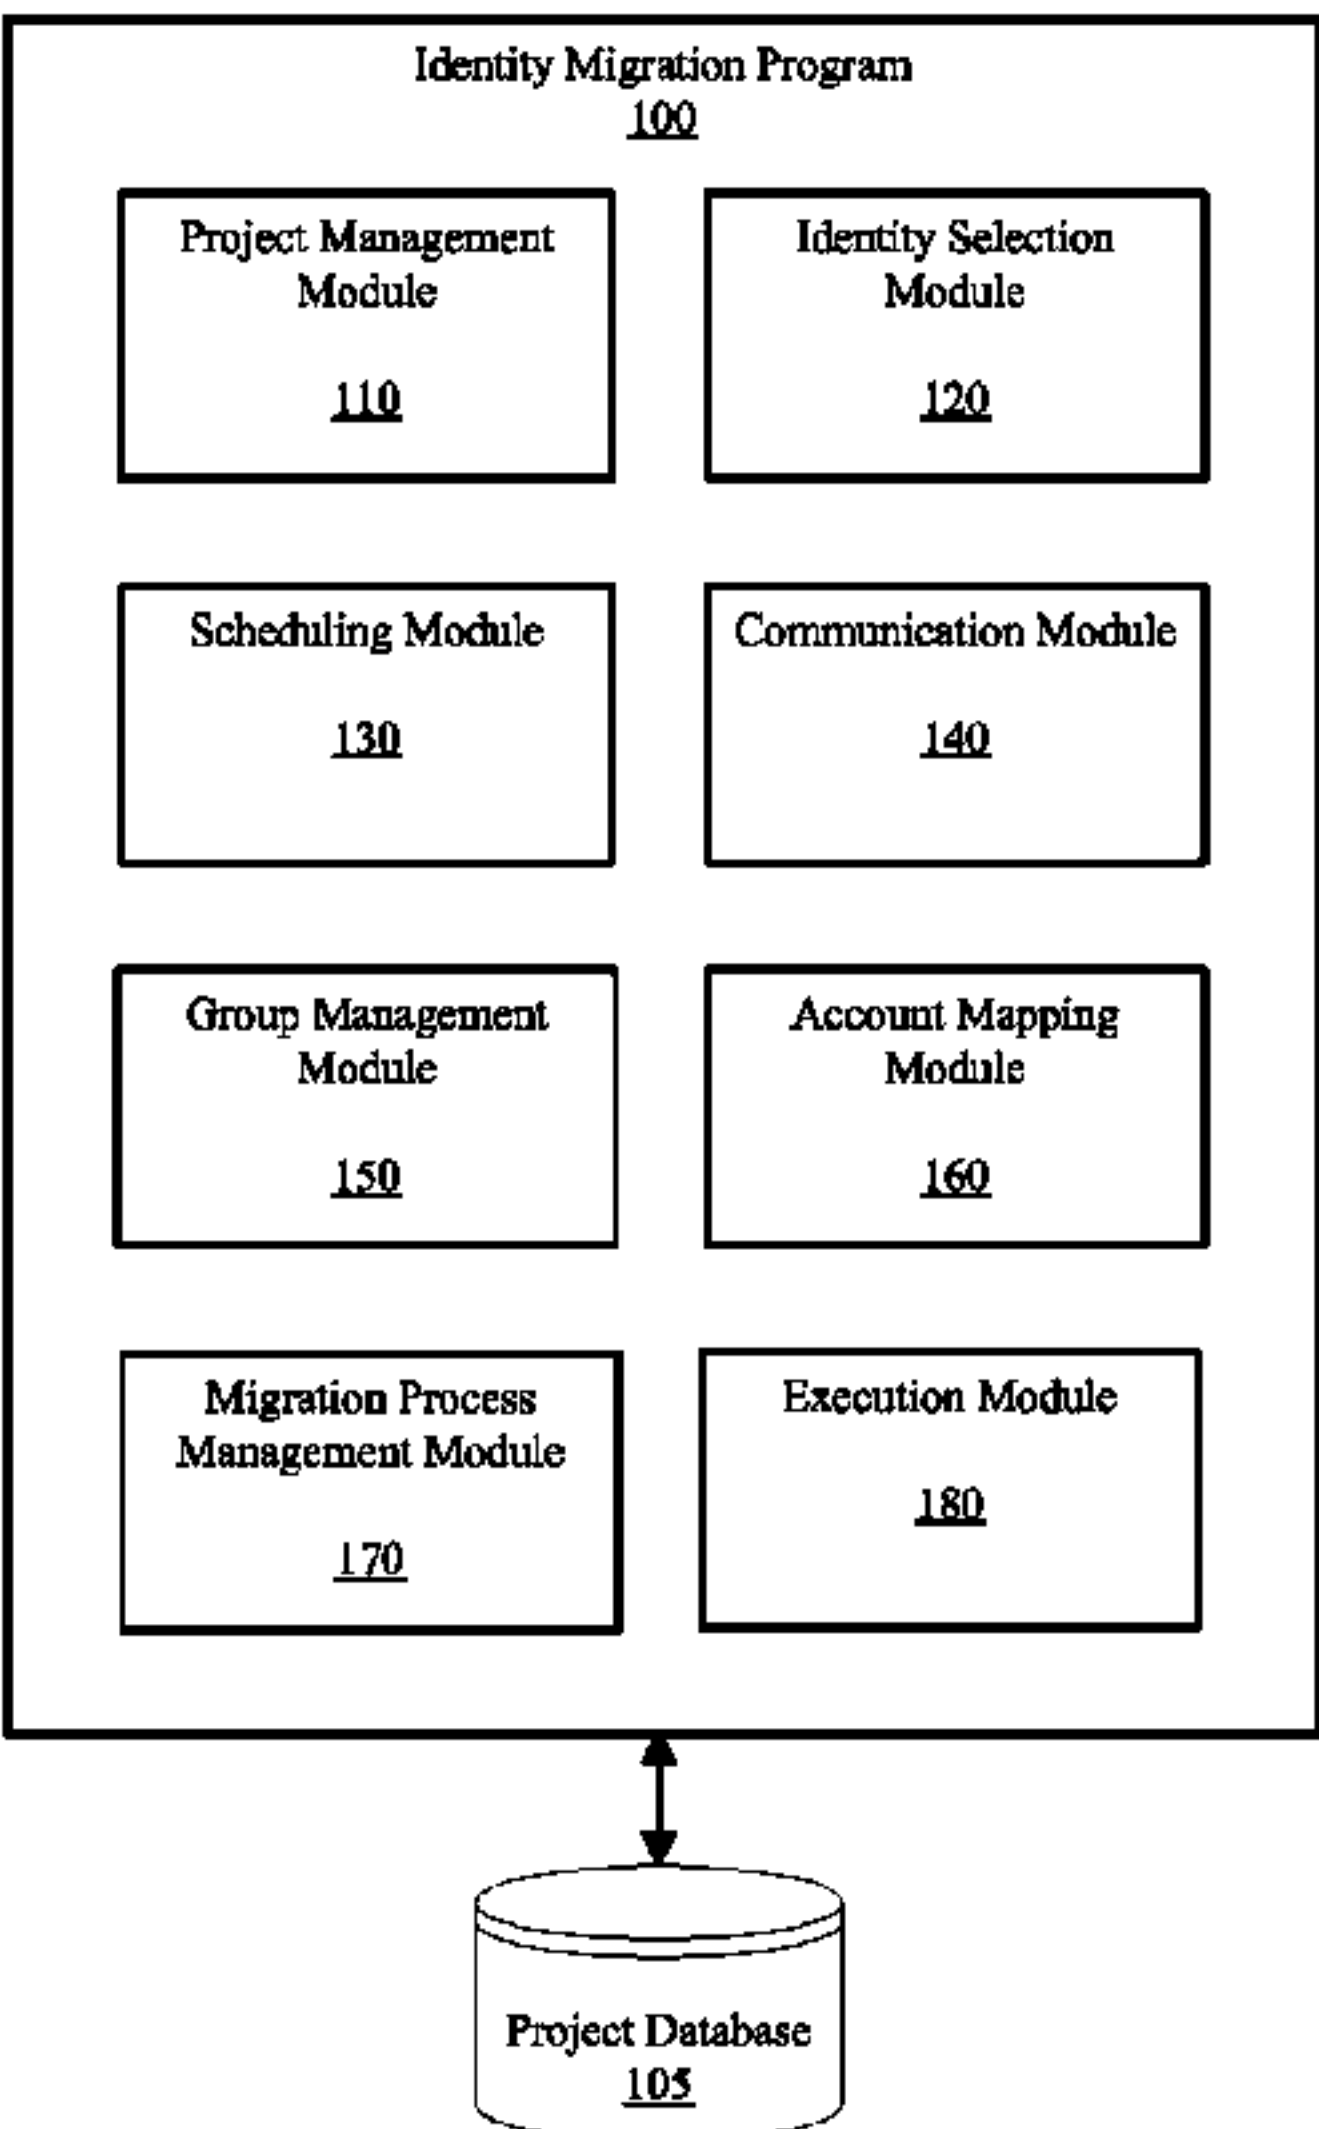 Identity Migration Program
100
Project Management
Module
110
Identity Selection
Module
120
Scheduling Module
130
Communication Module
140
Group Management
Module
150
Account Mapping
Module
160
Migration Process
Management Module
170
Execution Module
180
Project Database
105